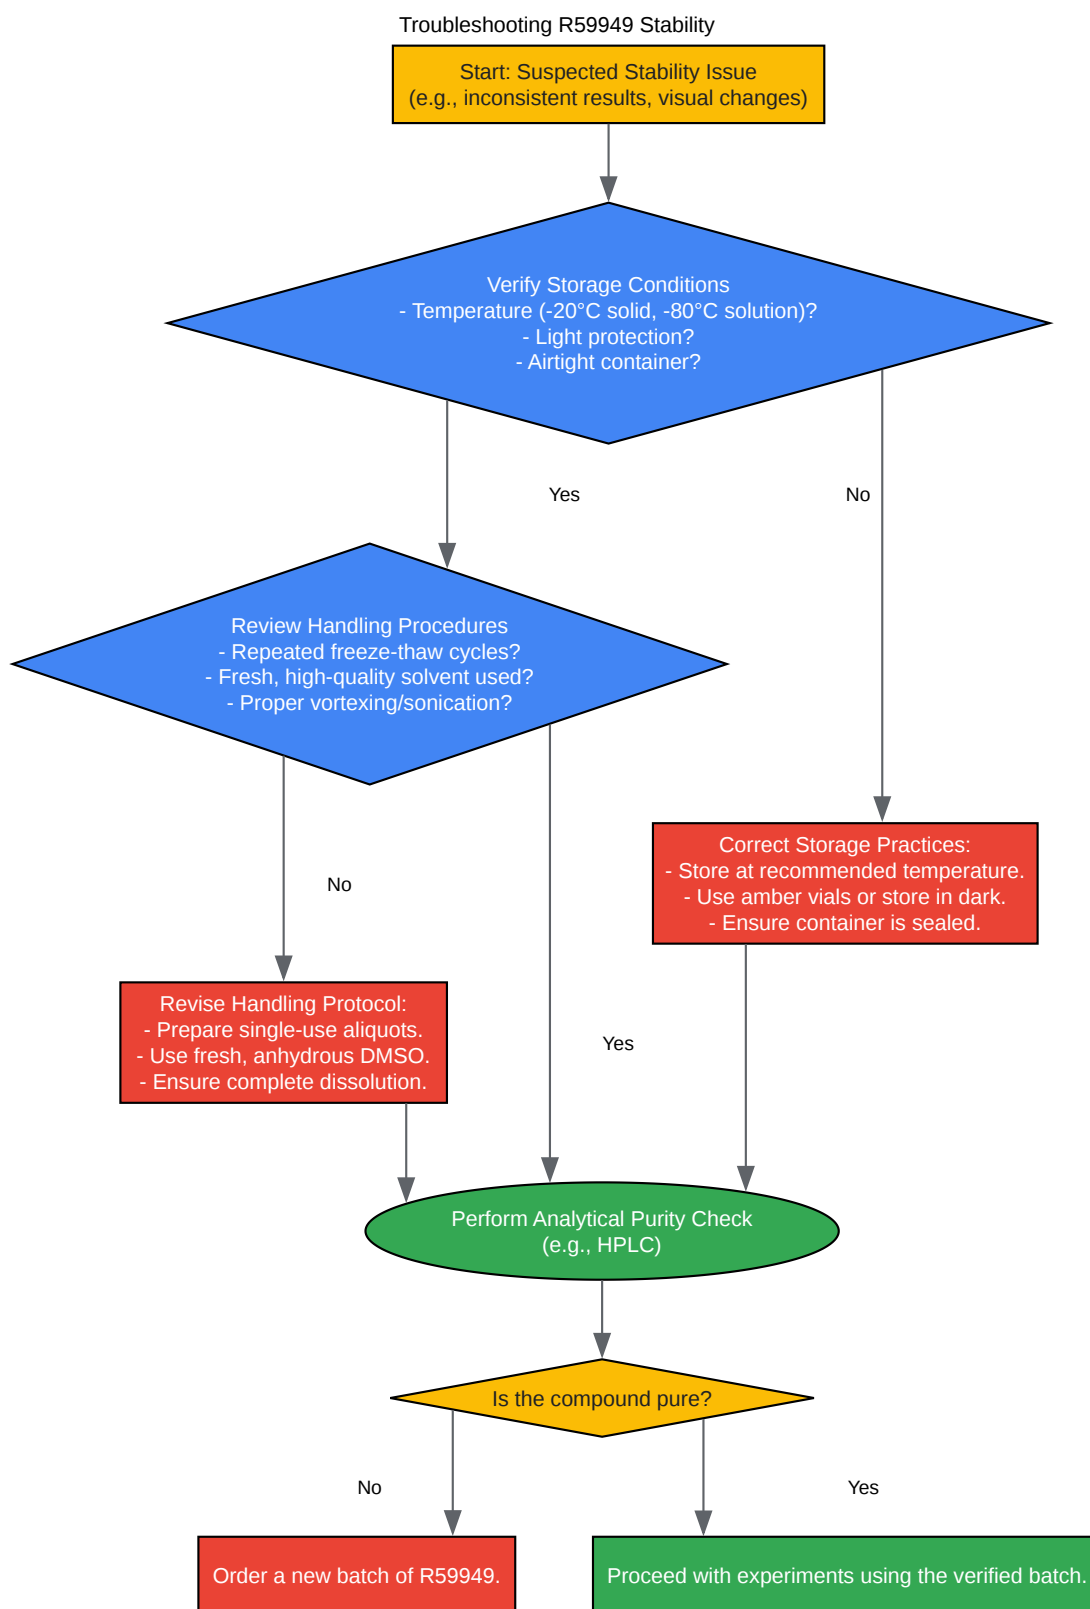 Troubleshooting R59949 Stability
Start: Suspected Stability Issue
(e.g., inconsistent results, visual changes)
Verify Storage Conditions
- Temperature (-20°C solid, -80°C solution)?
- Light protection?
- Airtight container?
Yes
No
Review Handling Procedures
- Repeated freeze-thaw cycles?
- Fresh, high-quality solvent used?
- Proper vortexing/sonication?
Correct Storage Practices:
- Store at recommended temperature.
- Use amber vials or store in dark.
- Ensure container is sealed.
No
Revise Handling Protocol:
- Prepare single-use aliquots.
- Use fresh, anhydrous DMSO.
- Ensure complete dissolution.
Yes
Perform Analytical Purity Check
(e.g., HPLC)
Is the compound pure?
No
Yes
Order a new batch of R59949.
Proceed with experiments using the verified batch.